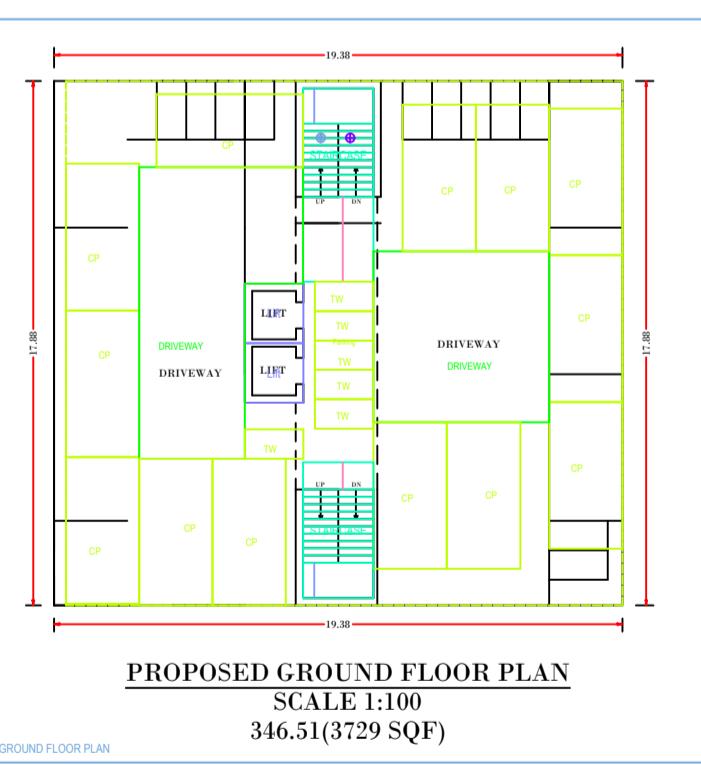 19.38
CP
STAIRCASE
CP
CP
CP
UP
DN
CP
TW
LIFT
CP
TW
17.88
DRIVEWAY
DRIVEWAY
Parking
DRIVEWAY
17.88
CP
TW
DRIVEWAY
LIFT
Lift
TW
TW
TW
CP
UP
DN
CP
CP
CP
STAIRCASE
CP
CP
19.38
PROPOSED GROUND FLOOR PLAN
SCALE 1:100
346.51(3729 SQF)
GROUND FLOOR PLAN